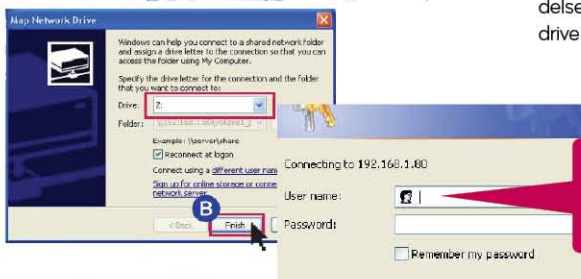 delse
drive
Map Network Drive
Windows can help you connect to a shared network folder
and assign a drive letter to the connection so that you can
access the folder using My Computer.
Specify the drive letter for the connection and the folder
that you want to connect to:
Drive: Z:
Folder: \\192.168.1.80\
Example: \\server\share
Reconnect at logon
Connect using a different user nam
Sign up for online storage or conne
network server.
B
< Back Finish
Connecting to 192.168.1.80
User name:
Password:
Remember my password